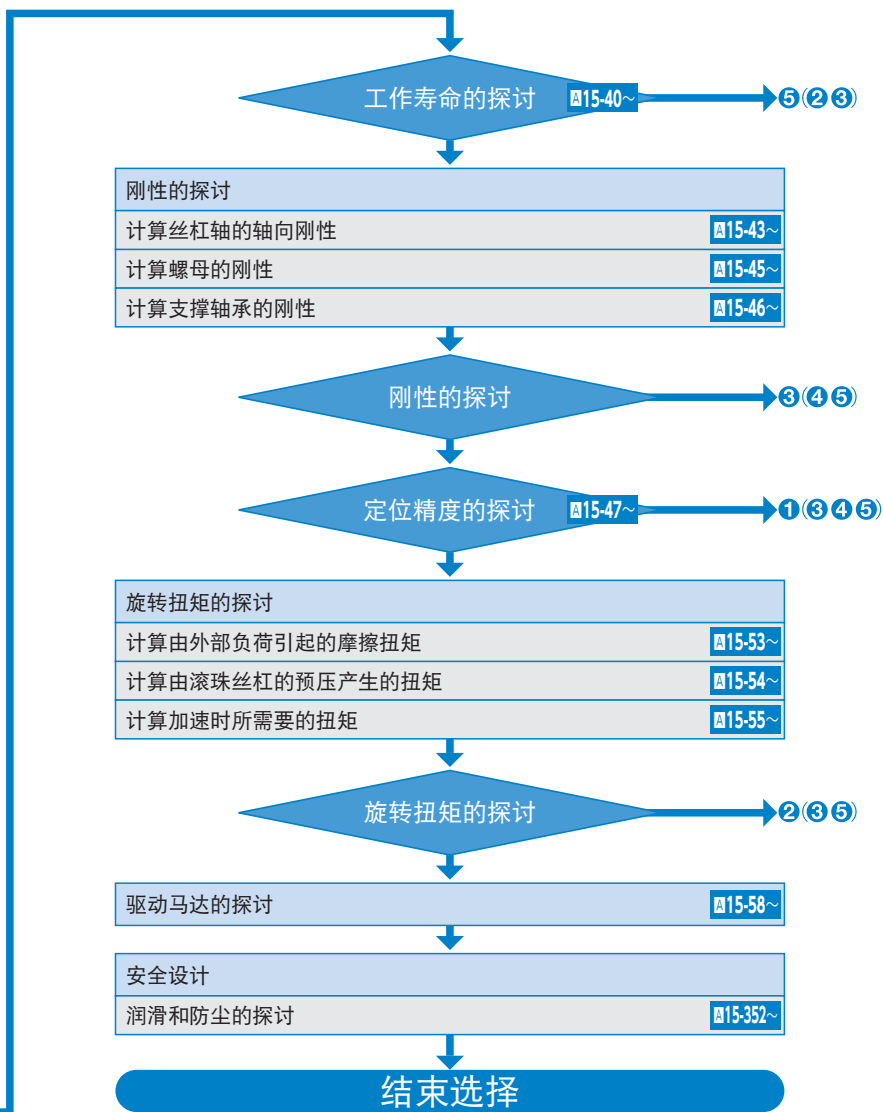 工作寿命的探讨 A15-40～ ❺(❷❸)
刚性的探讨
计算丝杠轴的轴向刚性 A15-43～
计算螺母的刚性 A15-45～
计算支撑轴承的刚性 A15-46～
刚性的探讨 ❸(❹❺)
定位精度的探讨 A15-47～ ❶(❸❹❺)
旋转扭矩的探讨
计算由外部负荷引起的摩擦扭矩 A15-53～
计算由滚珠丝杠的预压产生的扭矩 A15-54～
计算加速时所需要的扭矩 A15-55～
旋转扭矩的探讨 ❷(❸❺)
驱动马达的探讨 A15-58～
安全设计
润滑和防尘的探讨 A15-352～
结束选择